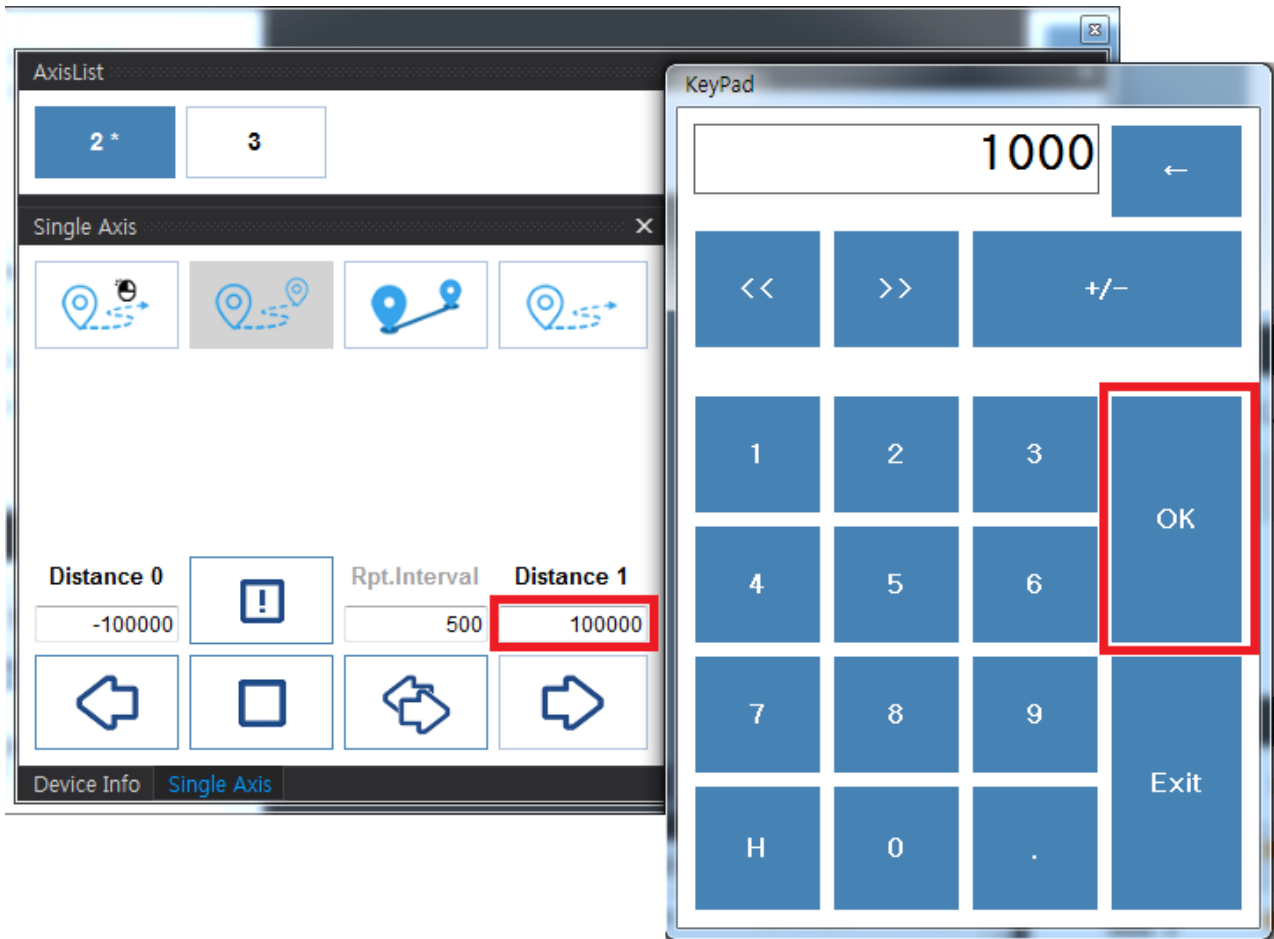 AxisList
2 *
3
Single Axis
Distance 0
Rpt.Interval
Distance 1
-100000
500
100000
Device Info
Single Axis
KeyPad
1000
←
<<
>>
+/-
1
2
3
OK
4
5
6
7
8
9
Exit
H
0
.